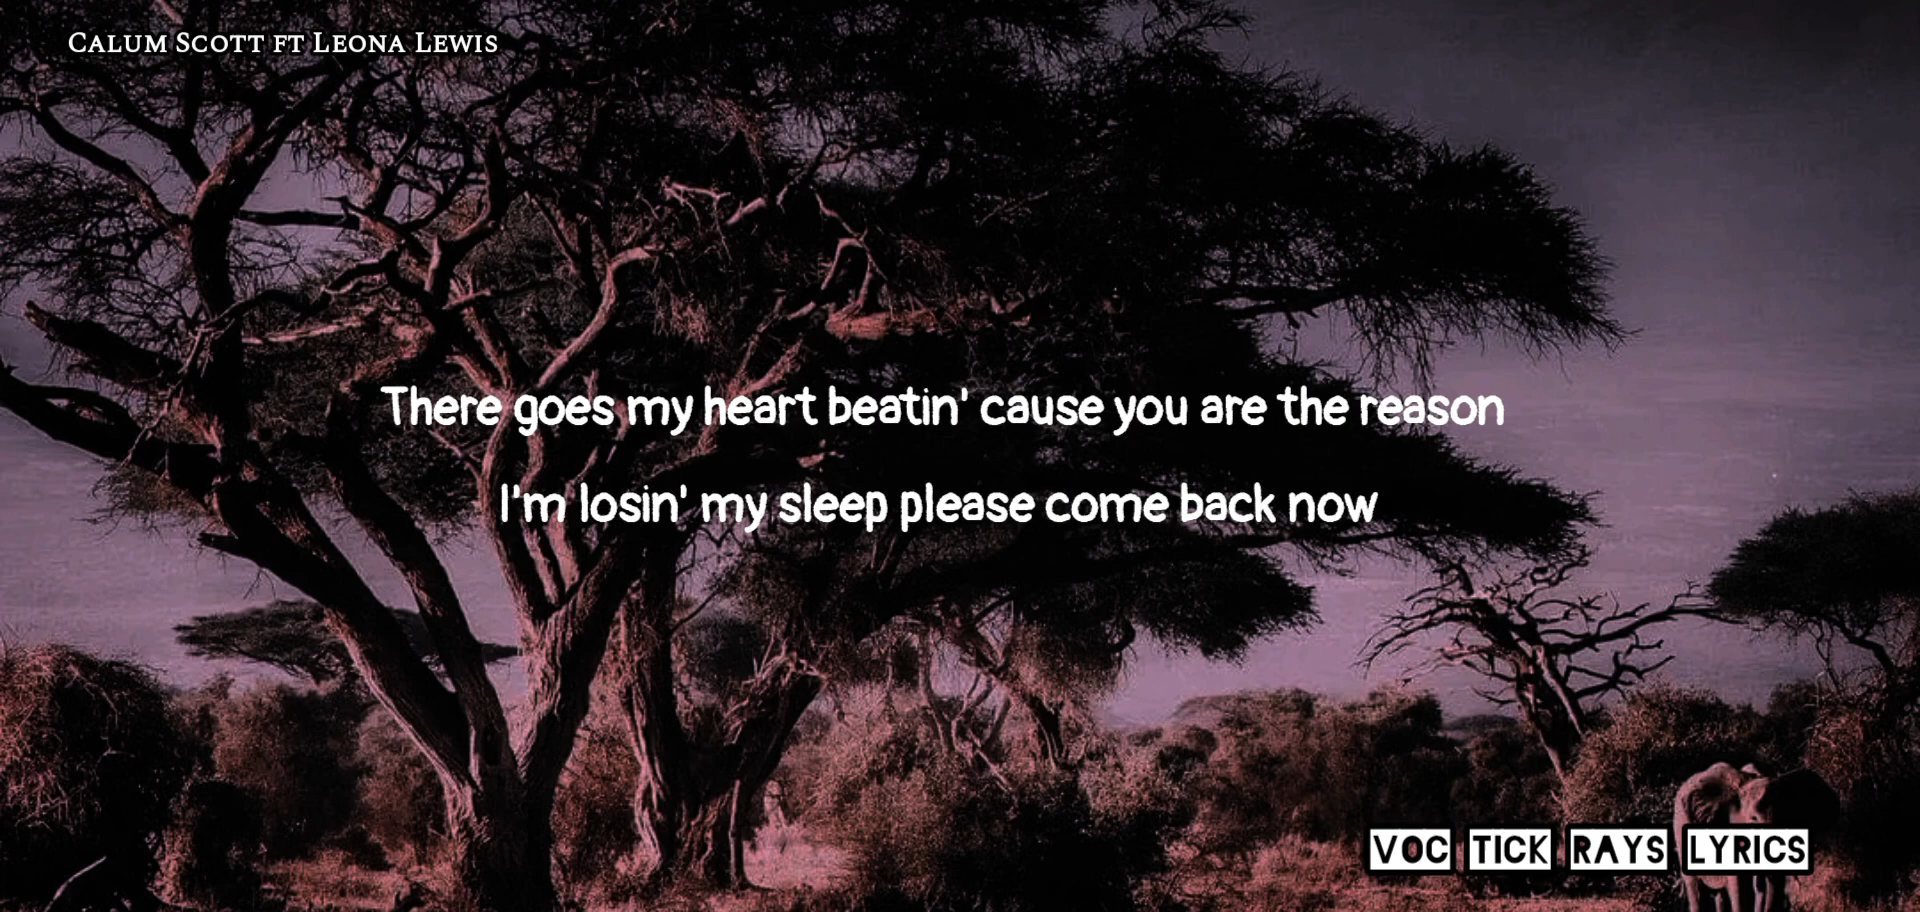 Calum Scott ft Leona Lewis
There goes my heart beatin' cause you are the reason
I'm losin' my sleep please come back now
VOC TICK RAYS LYRICS